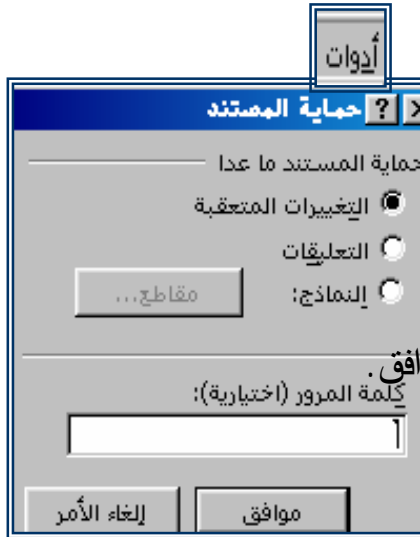 أدوات
حماية المستند
حماية المستند ما عدا
التغييرات المتعقبة
التعليقات
النماذج: مقاطع...
افق.
كلمة المرور (اختيارية):
موافق إلغاء الأمر